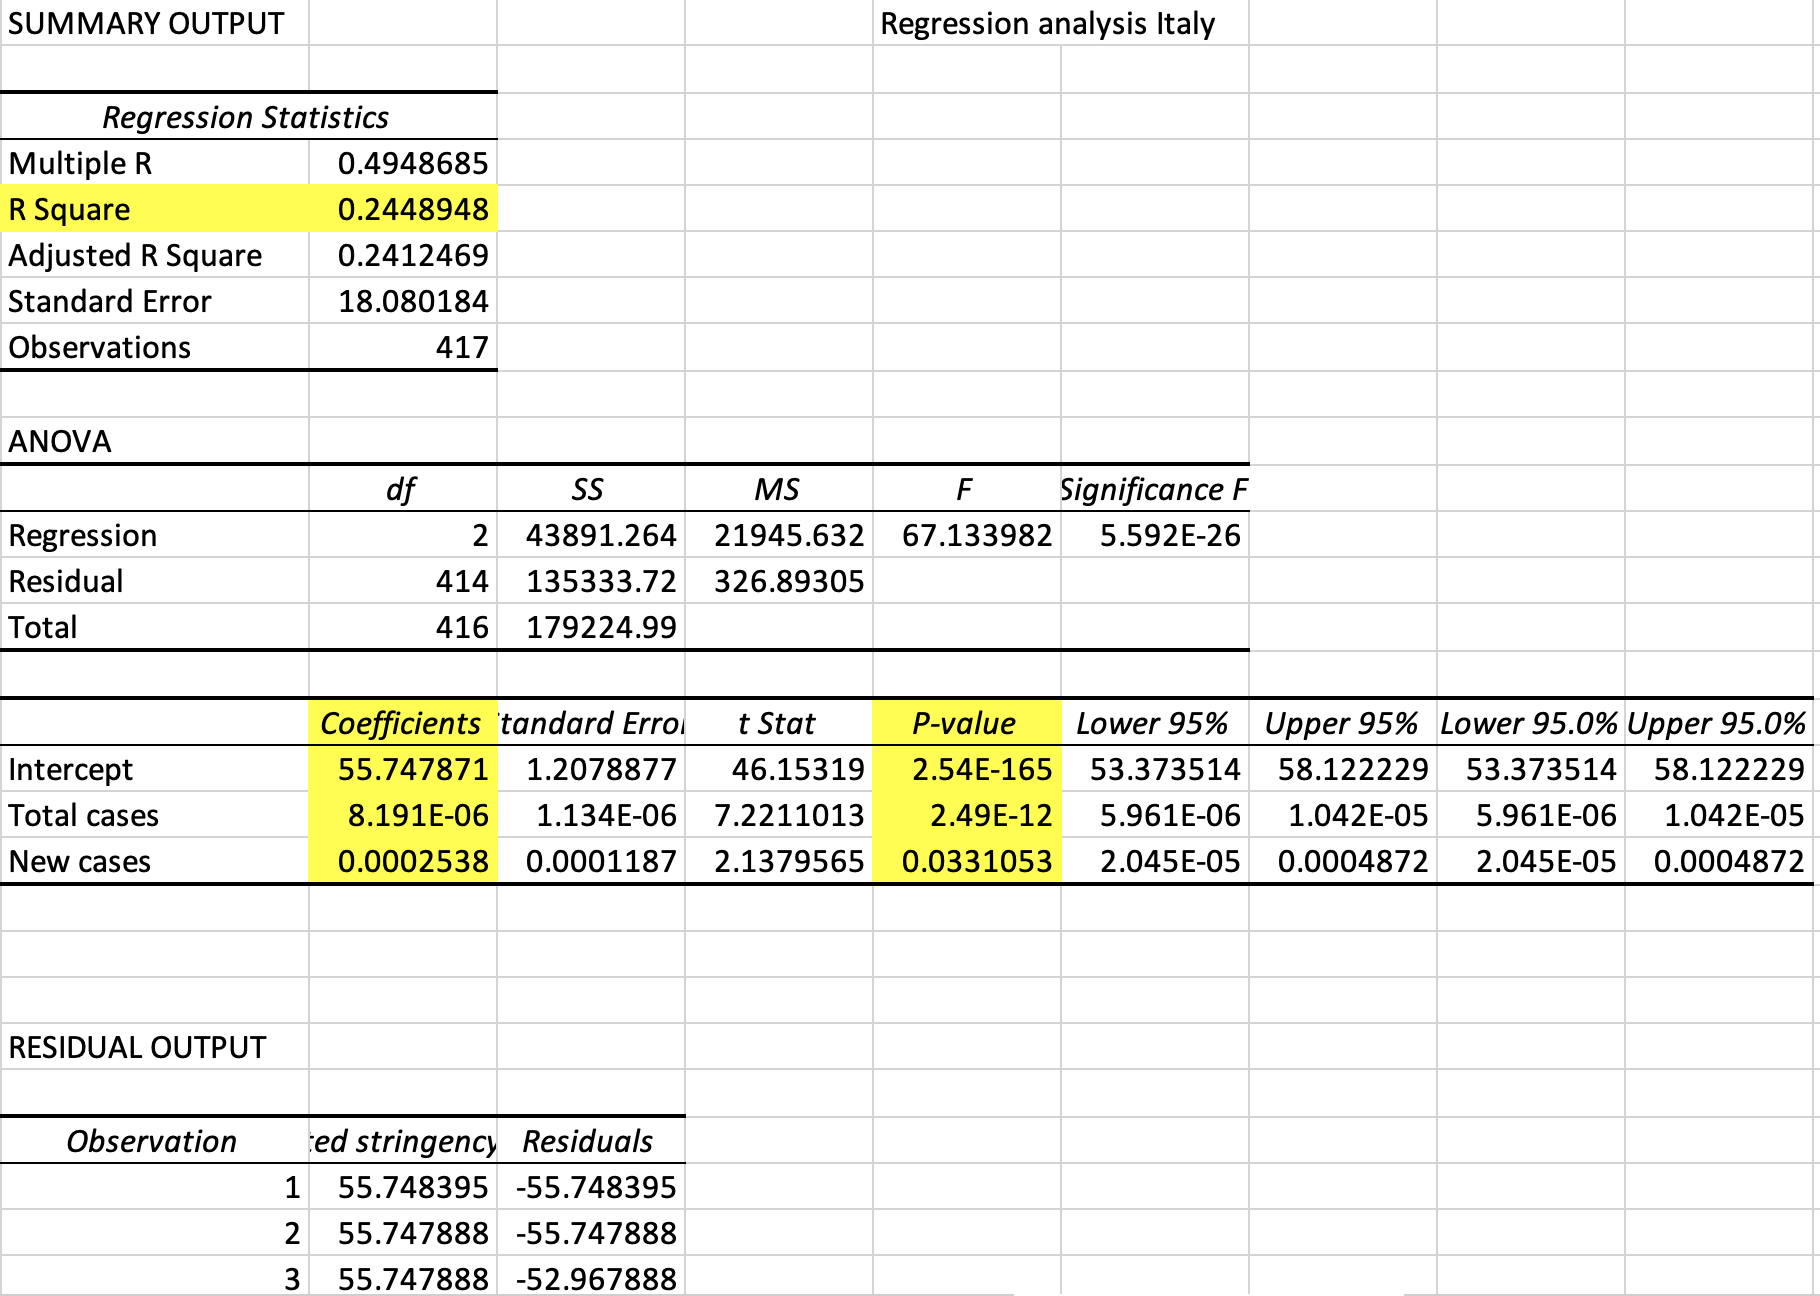 SUMMARY OUTPUT Regression analysis Italy
Regression Statistics
Multiple R 0.4948685
R Square 0.2448948
Adjusted R Square 0.2412469
Standard Error 18.080184
Observations 417
ANOVA
df SS MS F Significance F
Regression 2 43891.264 21945.632 67.133982 5.592E-26
Residual 414 135333.72 326.89305
Total 416 179224.99
Coefficients tandard Erro t Stat P-value Lower 95% Upper 95% Lower 95.0% Upper 95.0%
Intercept 55.747871 1.2078877 46.15319 2.54E-165 53.373514 58.122229 53.373514 58.122229
Total cases 8.191E-06 1.134E-06 7.2211013 2.49E-12 5.961E-06 1.042E-05 5.961E-06 1.042E-05
New cases 0.0002538 0.0001187 2.1379565 0.0331053 2.045E-05 0.0004872 2.045E-05 0.0004872
RESIDUAL OUTPUT
Observation ted stringency Residuals
1 55.748395 -55.748395
2 55.747888 -55.747888
3 55.747888 -52.967888